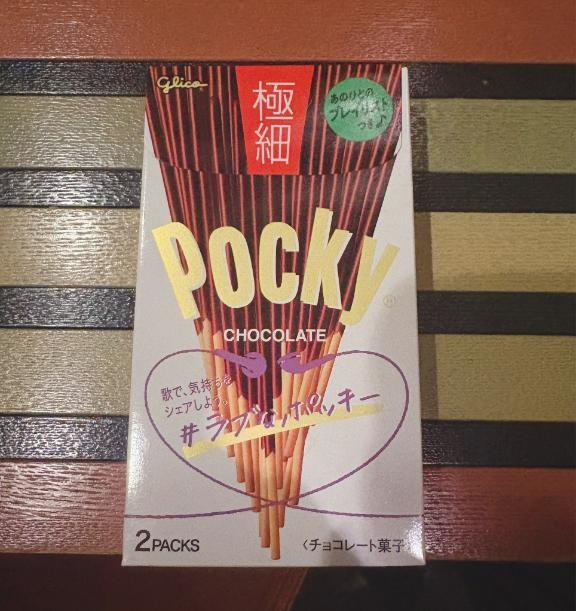 glico
極細
あのひとの
プレイリスト
つき♪
Pocky®
CHOCOLATE
歌で、気持ちを
シェアしよう。
#ラブなポッキー
2PACKS
〈チョコレート菓子〉